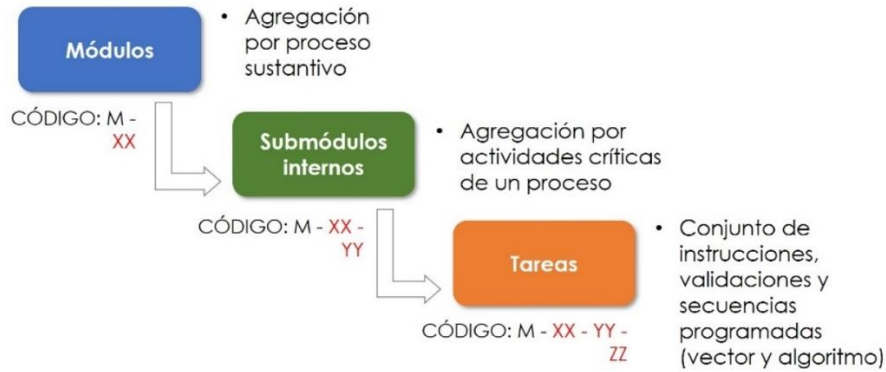 Módulos
• Agregación
por proceso
sustantivo
CÓDIGO: M -
XX
Submódulos
internos
• Agregación por
actividades críticas
de un proceso
CÓDIGO: M - XX -
YY
Tareas
• Conjunto de
instrucciones,
validaciones y
secuencias
programadas
(vector y algoritmo)
CÓDIGO: M - XX - YY -
ZZ